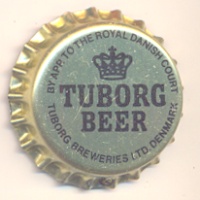 BY APP. TO THE ROYAL DANISH COURT
TUBORG
BEER
TUBORG BREWERIES LTD. DENMARK